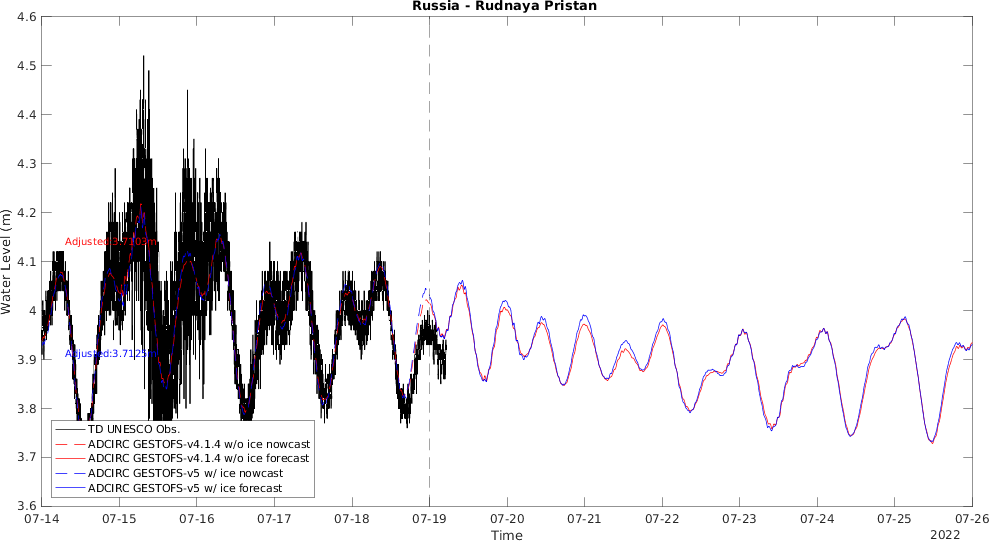 Russia - Rudnaya Pristan
4.6
4.5
4.4
4.3
4.2
4.1
4
3.9
3.8
3.7
3.6
Water Level (m)
Adjusted:3.7103m
Adjusted:3.7125m
TD UNESCO Obs.
ADCIRC GESTOFS-v4.1.4 w/o ice nowcast
ADCIRC GESTOFS-v4.1.4 w/o ice forecast
ADCIRC GESTOFS-v5 w/ ice nowcast
ADCIRC GESTOFS-v5 w/ ice forecast
07-14 07-15 07-16 07-17 07-18 07-19 07-20 07-21 07-22 07-23 07-24 07-25 07-26
Time
2022